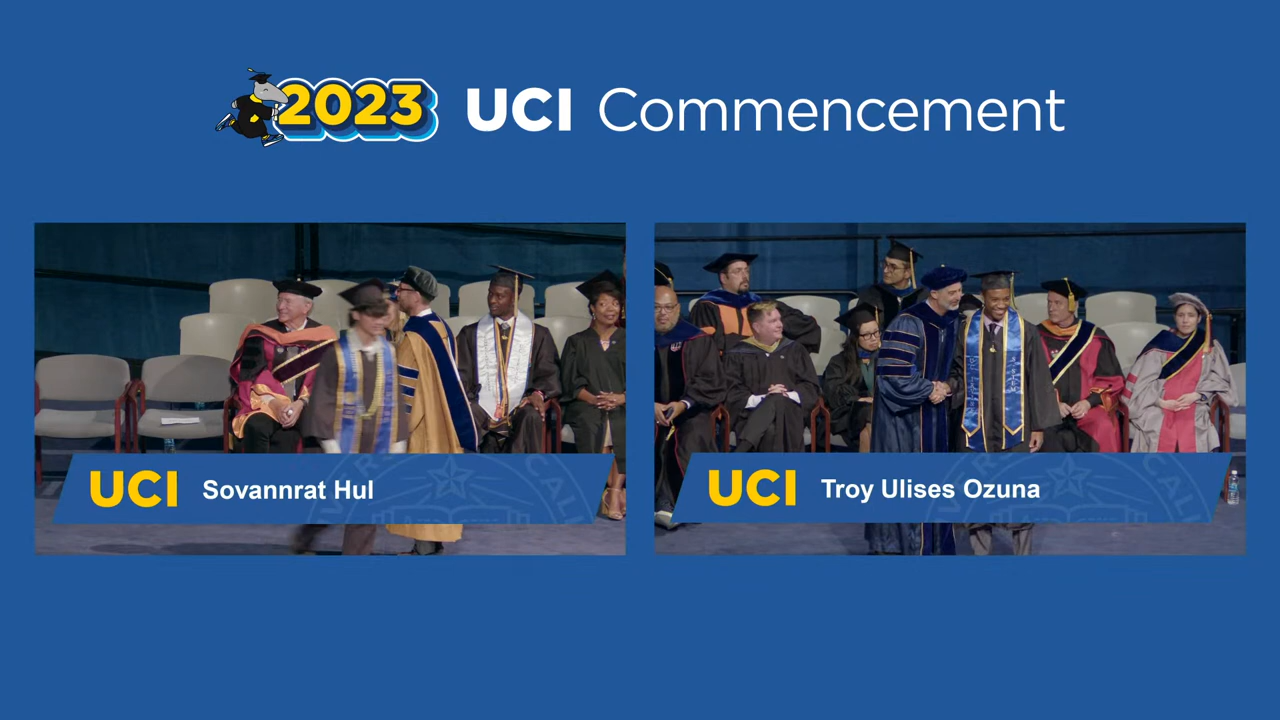 2023 UCI Commencement
UCI Sovannrat Hul
UCI Troy Ulises Ozuna